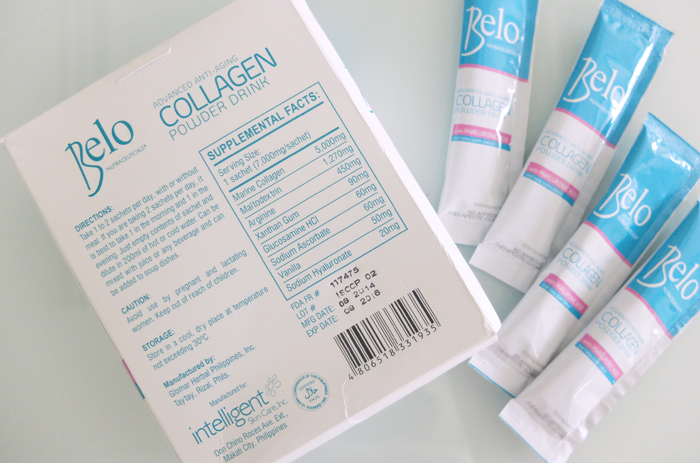 Belo
NUTRACEUTICALS®
ADVANCED ANTI-AGING
COLLAGEN
POWDER DRINK
DIRECTIONS:
Take 1 to 2 sachets per day, with or without
meal. If you are taking 2 sachets per day, it
is best to take 1 in the morning and 1 in the
evening. Just empty contents of sachet and
dilute in 200ml of hot or cold water. Can be
mixed with juice or any beverage and can
be added to soup dishes.
CAUTION:
Avoid use by pregnant and lactating
women. Keep out of reach of children.
STORAGE:
Store in a cool, dry place at temperature
not exceeding 30°C.
Manufactured by:
Glomar Herbal Philippines, Inc.
Taytay, Rizal, Phils.
Manufactured for:
intelligent
Skin Care, Inc.
Don Chino Roces Ave. Ext.,
Makati City, Philippines
SUPPLEMENTAL FACTS:
Serving Size:
1 sachet (7,000mg/sachet)
Marine Collagen 5,000mg
Maltodextrin 1,270mg
Arginine 450mg
Xanthan Gum 90mg
Glucosamine HCl 60mg
Sodium Ascorbate 60mg
Vanilla 50mg
Sodium Hyaluronate 20mg
FDA FR # 117475
LOT # 15CCP 02
MFG DATE: 08 2014
EXP DATE:
4 806518 331935
Belo
COLLAGEN
POWDER DRINK
Belo
COLLAGEN
POWDER DRINK
Belo
COLLAGEN
POWDER DRINK
Belo
COLLAGEN
POWDER DRINK